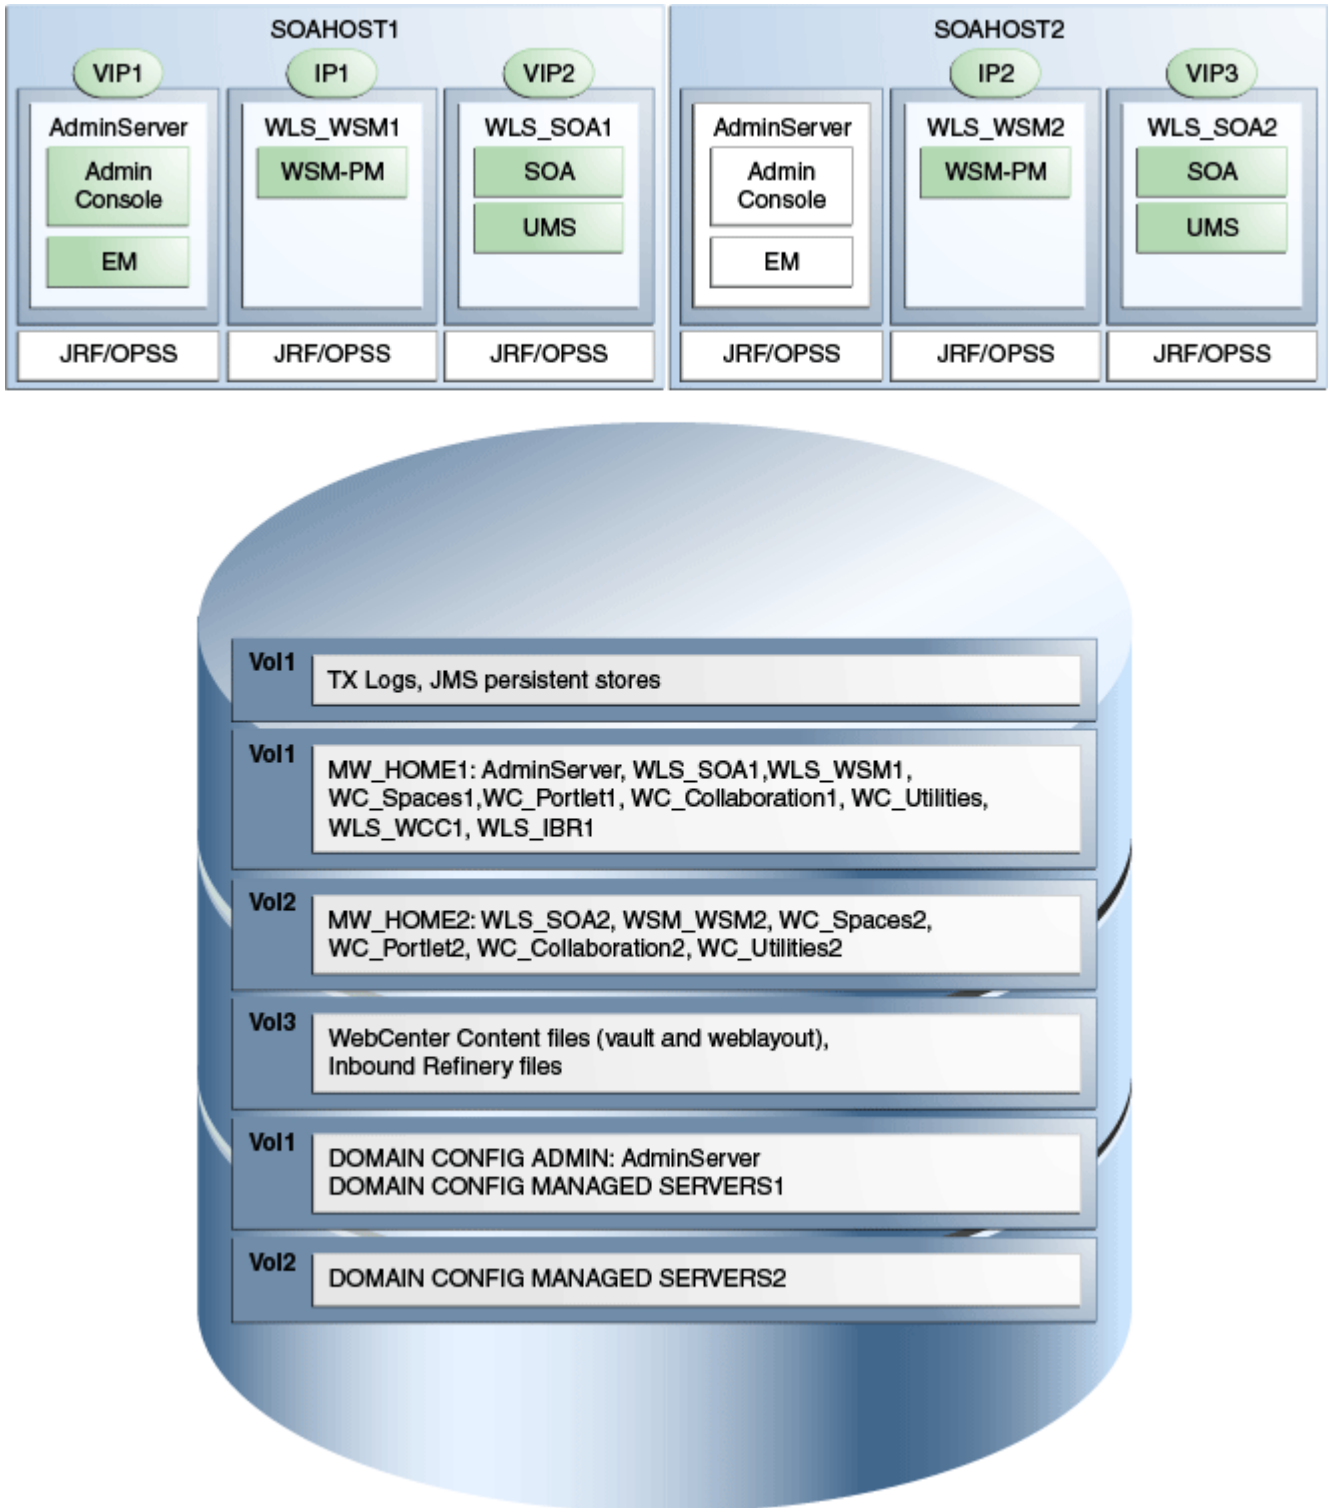 SOAHOST1
VIP1
IP1
VIP2
AdminServer
Admin
Console
EM
WLS_WSM1
WSM-PM
WLS_SOA1
SOA
UMS
JRF/OPSS
JRF/OPSS
JRF/OPSS
SOAHOST2
IP2
VIP3
AdminServer
Admin
Console
EM
WLS_WSM2
WSM-PM
WLS_SOA2
SOA
UMS
JRF/OPSS
JRF/OPSS
JRF/OPSS
Vol1
TX Logs, JMS persistent stores
Vol1
MW_HOME1: AdminServer, WLS_SOA1,WLS_WSM1,
WC_Spaces1,WC_Portlet1, WC_Collaboration1, WC_Utilities,
WLS_WCC1, WLS_IBR1
Vol2
MW_HOME2: WLS_SOA2, WSM_WSM2, WC_Spaces2,
WC_Portlet2, WC_Collaboration2, WC_Utilities2
Vol3
WebCenter Content files (vault and weblayout),
Inbound Refinery files
Vol1
DOMAIN CONFIG ADMIN: AdminServer
DOMAIN CONFIG MANAGED SERVERS1
Vol2
DOMAIN CONFIG MANAGED SERVERS2